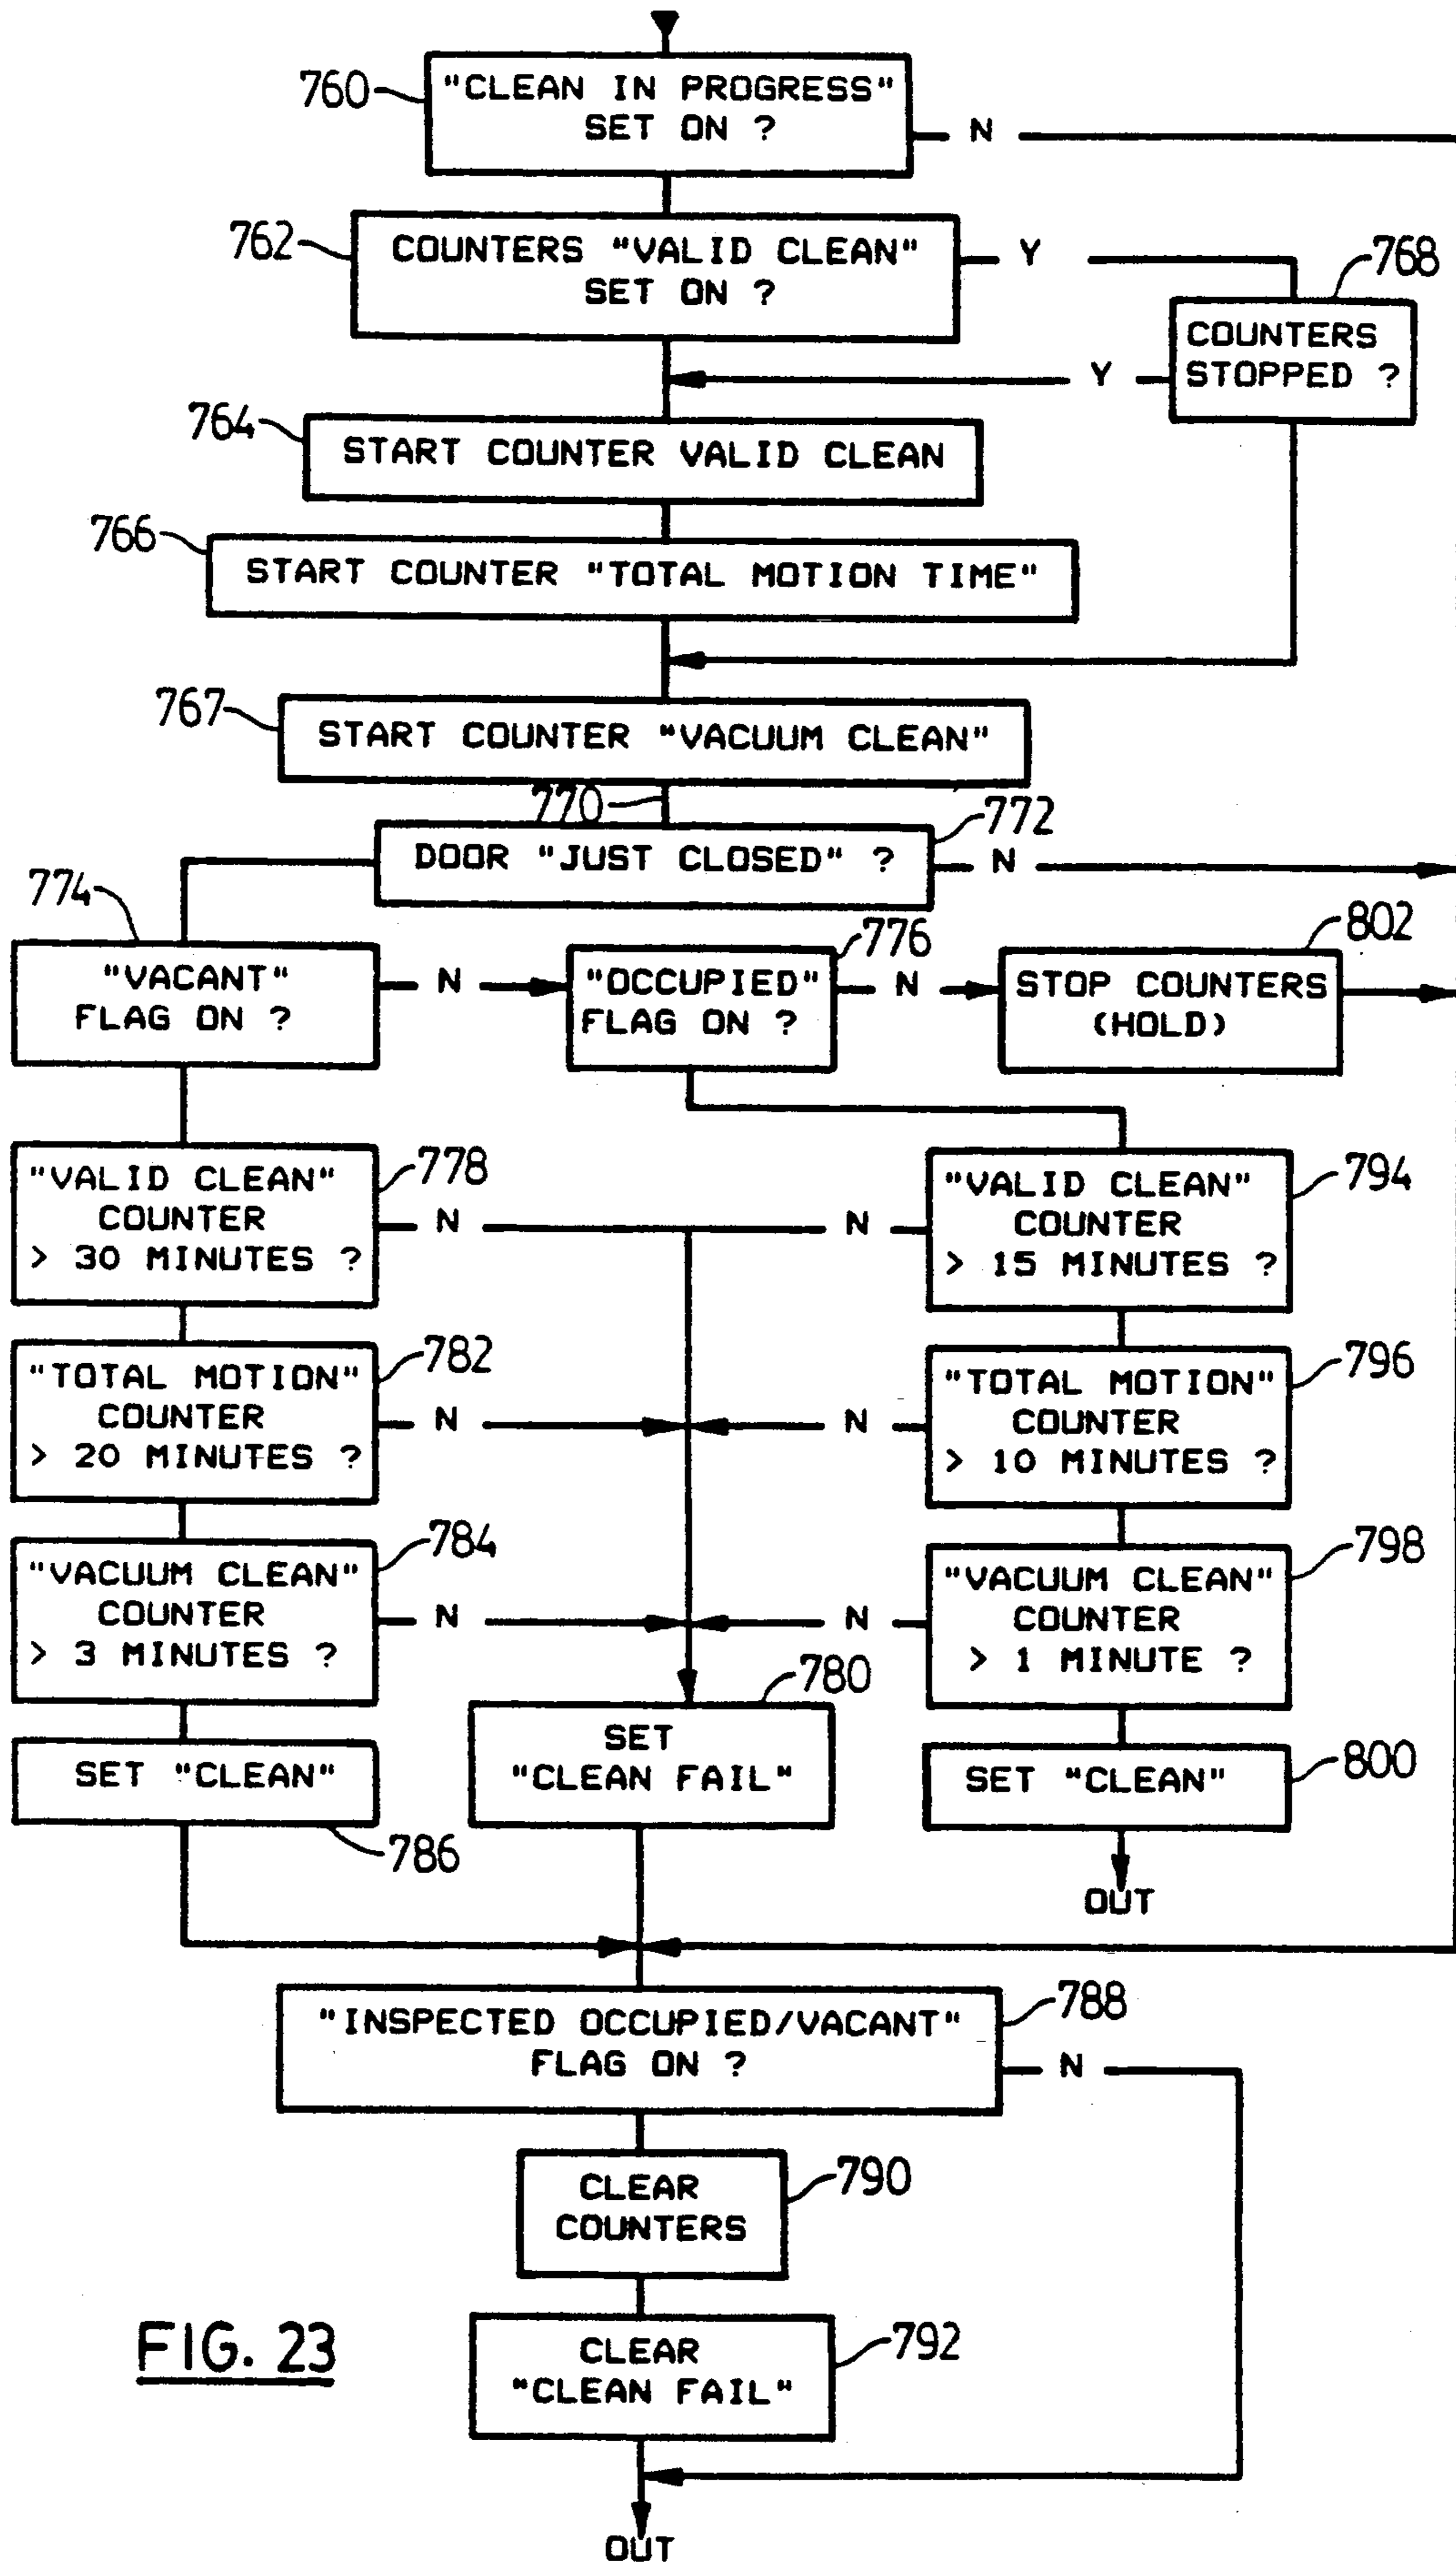 760
"CLEAN IN PROGRESS"
SET ON ?
N
762
COUNTERS "VALID CLEAN"
SET ON ?
Y
768
COUNTERS
STOPPED ?
Y
764
START COUNTER VALID CLEAN
766
START COUNTER "TOTAL MOTION TIME"
767
START COUNTER "VACUUM CLEAN"
770
772
DOOR "JUST CLOSED" ?
N
774
"VACANT"
FLAG ON ?
N
776
"OCCUPIED"
FLAG ON ?
N
802
STOP COUNTERS
(HOLD)
778
"VALID CLEAN"
COUNTER
> 30 MINUTES ?
N
794
"VALID CLEAN"
COUNTER
> 15 MINUTES ?
N
782
"TOTAL MOTION"
COUNTER
> 20 MINUTES ?
N
796
"TOTAL MOTION"
COUNTER
> 10 MINUTES ?
N
784
"VACUUM CLEAN"
COUNTER
> 3 MINUTES ?
N
798
"VACUUM CLEAN"
COUNTER
> 1 MINUTE ?
N
780
SET
"CLEAN FAIL"
SET "CLEAN"
786
SET "CLEAN"
800
OUT
"INSPECTED OCCUPIED/VACANT"
FLAG ON ?
788
N
CLEAR
COUNTERS
790
CLEAR
"CLEAN FAIL"
792
FIG. 23
OUT